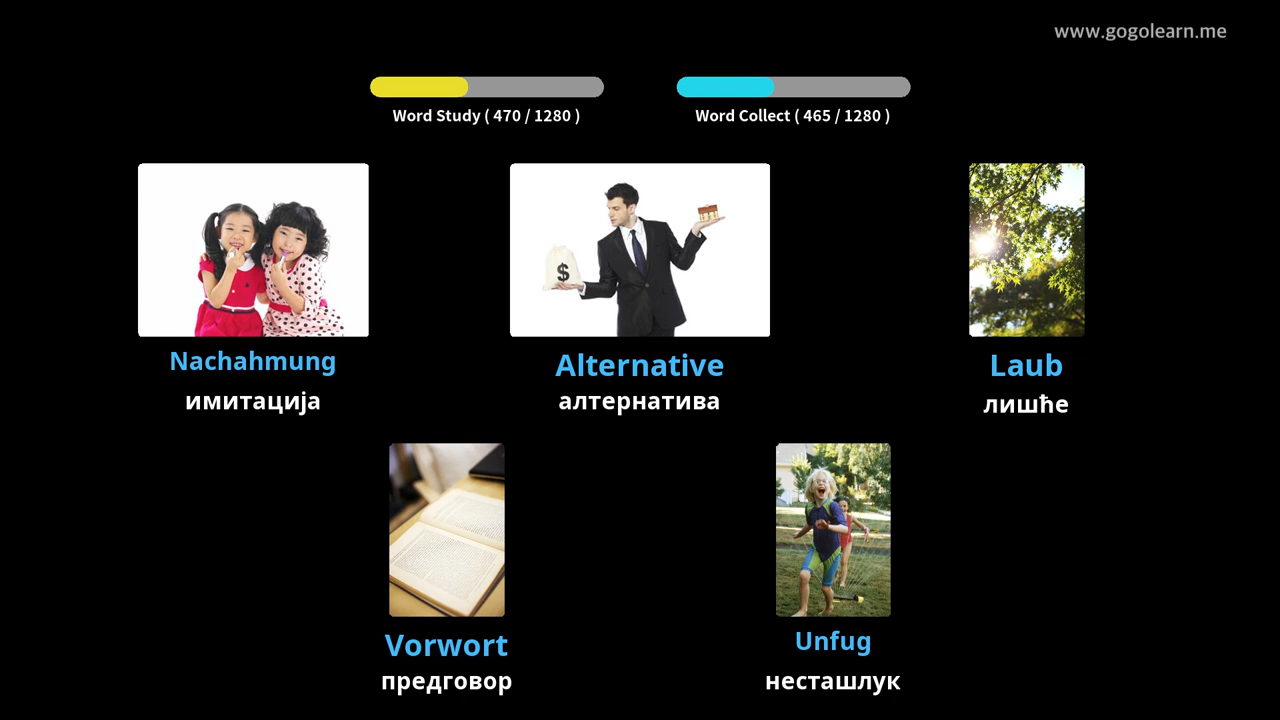 www.gogolearn.me
Word Study ( 470 / 1280 )
Word Collect ( 465 / 1280 )
Nachahmung
имитација
Alternative
алтернатива
Laub
лишће
$
Vorwort
предговор
Unfug
несташлук